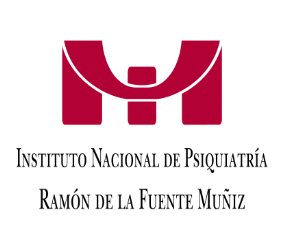 Instituto Nacional de Psiquiatría
Ramón de la Fuente Muñiz